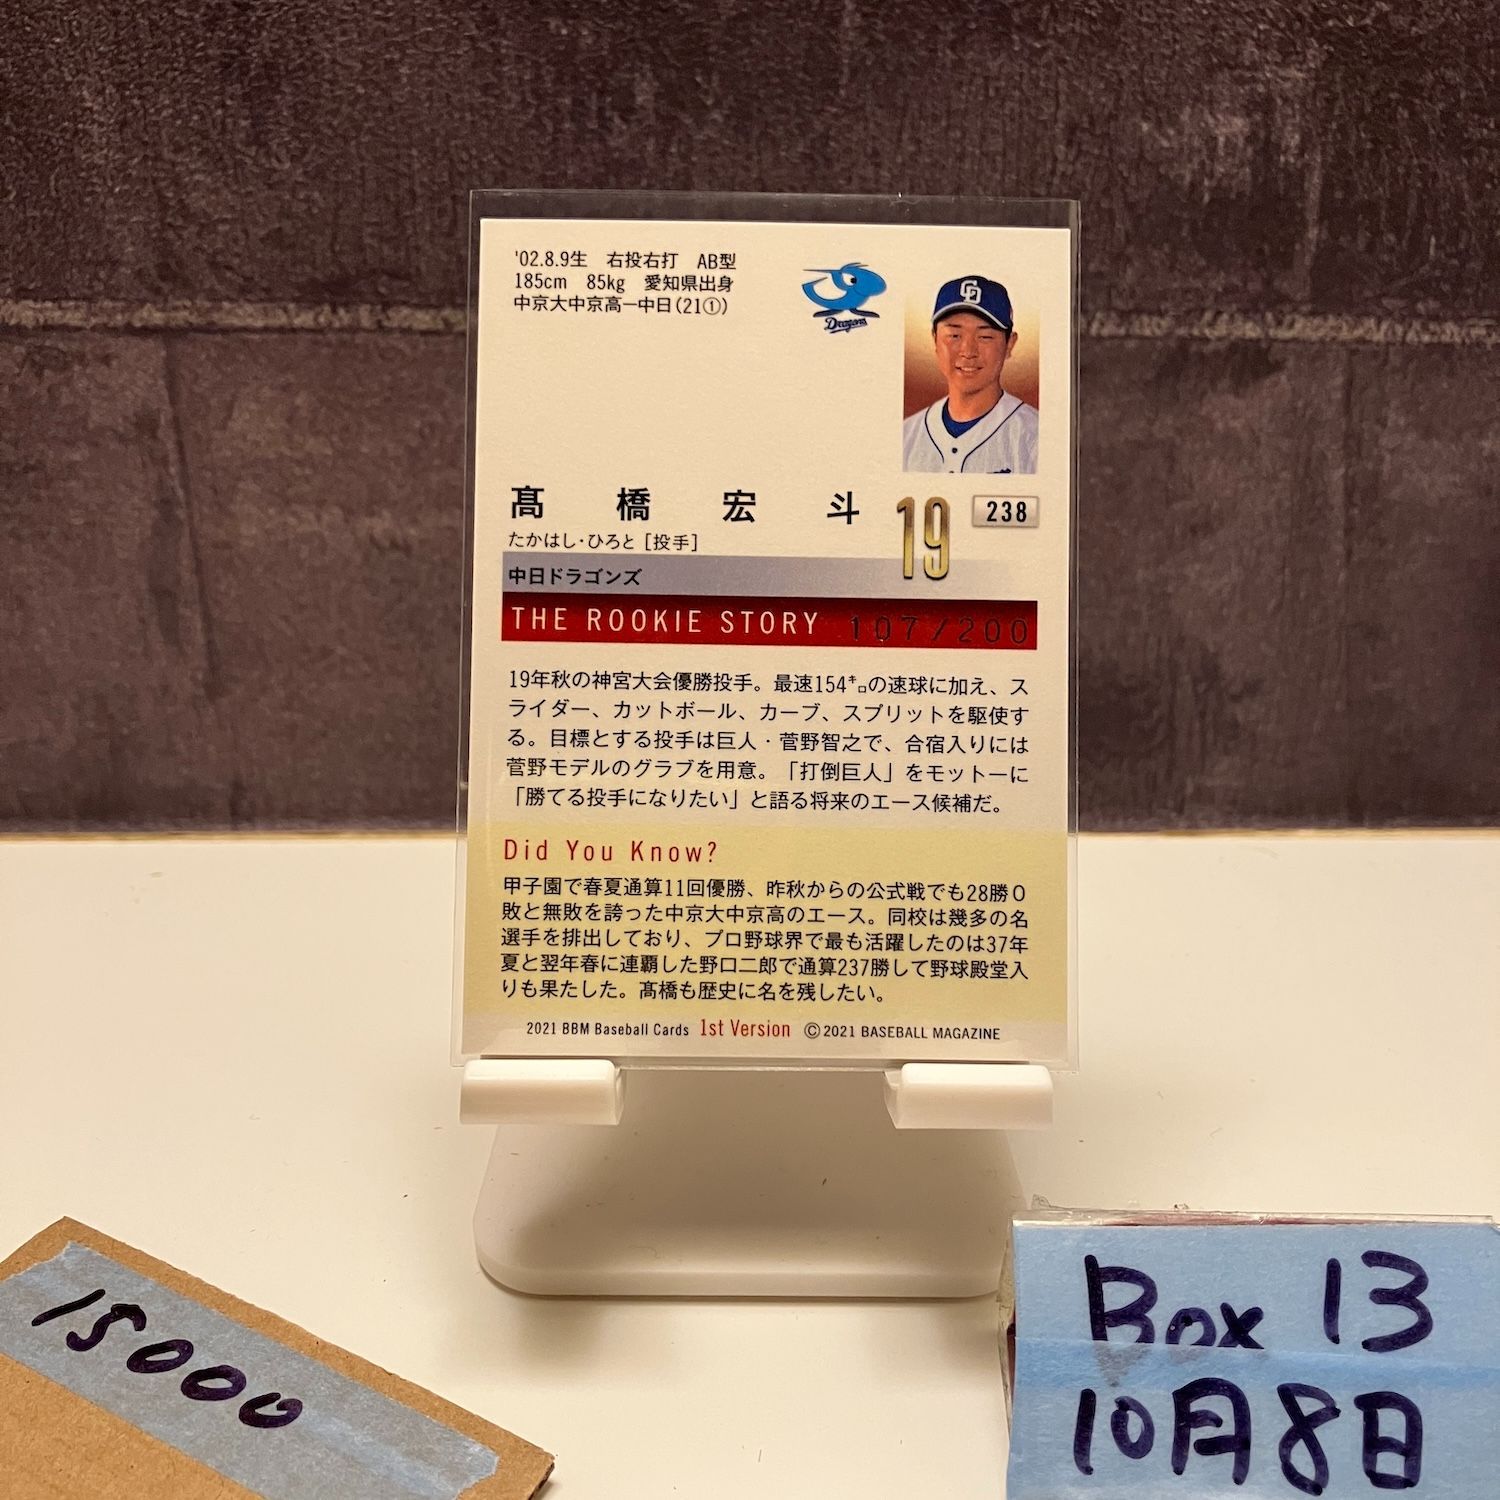 '02.8.9生 右投右打 AB型
185cm 85kg 愛知県出身
中京大中京高ー中日(21①)
Dragons
CD
髙橋宏斗 19 238
たかはし・ひろと [投手]
中日ドラゴンズ
THE ROOKIE STORY 107/200
19年秋の神宮大会優勝投手。最速154㌔の速球に加え、ス
ライダー、カットボール、カーブ、スプリットを駆使す
る。目標とする投手は巨人・菅野智之で、合宿入りには
菅野モデルのグラブを用意。「打倒巨人」をモットーに
「勝てる投手になりたい」と語る将来のエース候補だ。
Did You Know?
甲子園で春夏通算11回優勝、昨秋からの公式戦でも28勝0
敗と無敗を誇った中京大中京高のエース。同校は幾多の名
選手を排出しており、プロ野球界で最も活躍したのは37年
夏と翌年春に連覇した野口二郎で通算237勝して野球殿堂入
りも果たした。髙橋も歴史に名を残したい。
2021 BBM Baseball Cards 1st Version ©2021 BASEBALL MAGAZINE
15000
Box 13
10月8日